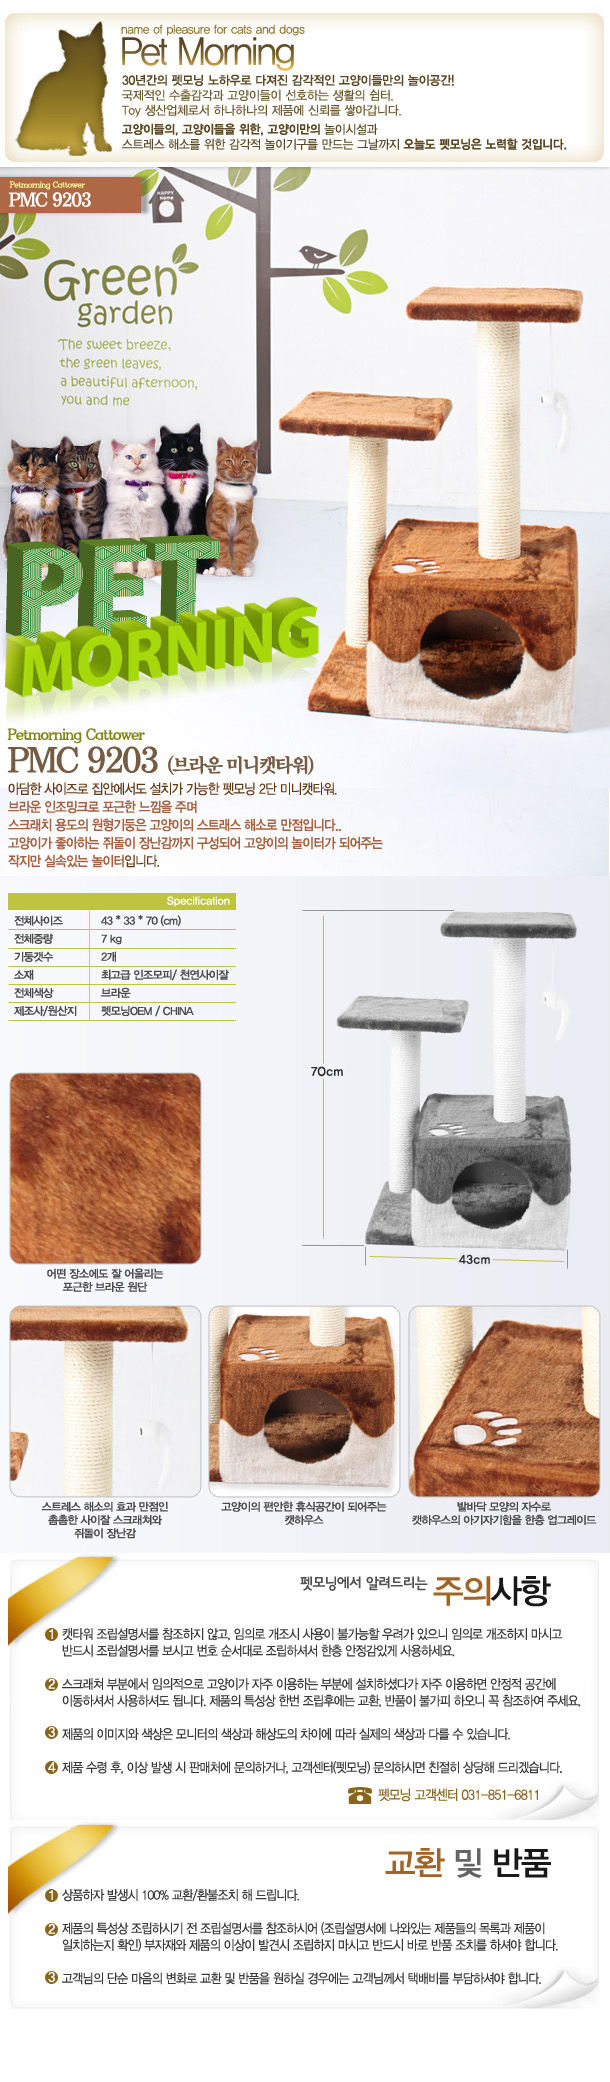 name of pleasure for cats and dogs
Pet Morning
30년간의 펫모닝 노하우로 다져진 감각적인 고양이들만의 놀이공간!
국제적인 수출감각과 고양이들이 선호하는 생활의 쉼터.
Toy 생산업체로서 하나하나의 제품에 신뢰를 쌓아갑니다.
고양이들의, 고양이들을 위한, 고양이만의 놀이시설과
스트레스 해소를 위한 감각적 놀이기구를 만드는 그날까지 오늘도 펫모닝은 노력할 것입니다.
Petmorning Cattower
PMC 9203
HAPPY
Home
Green
garden
The sweet breeze,
the green leaves,
a beautiful afternoon,
you and me
PET
MORNING
Petmorning Cattower
PMC 9203 (브라운 미니캣타워)
아담한 사이즈로 집안에서도 설치가 가능한 펫모닝 2단 미니캣타워.
브라운 인조밍크로 포근한 느낌을 주며
스크래치 용도의 원형기둥은 고양이의 스트래스 해소로 만점입니다..
고양이가 좋아하는 쥐돌이 장난감까지 구성되어 고양이의 놀이터가 되어주는
작지만 실속있는 놀이터입니다.
Specification
전체사이즈 43 * 33 * 70 (cm)
전체중량 7 kg
기둥갯수 2개
소재 최고급 인조모피/ 천연사이잘
전체색상 브라운
제조사/원산지 펫모닝OEM / CHINA
70cm
43cm
어떤 장소에도 잘 어울리는
포근한 브라운 원단
스트레스 해소의 효과 만점인
촘촘한 사이잘 스크래쳐와
쥐돌이 장난감
고양이의 편안한 휴식공간이 되어주는
캣하우스
발바닥 모양의 자수로
캣하우스의 아기자기함을 한층 업그레이드
펫모닝에서 알려드리는 주의사항
1 캣타워 조립설명서를 참조하지 않고, 임의로 개조시 사용이 불가능할 우려가 있으니 임의로 개조하지 마시고
반드시 조립설명서를 보시고 번호 순서대로 조립하셔서 한층 안정감있게 사용하세요.
2 스크래쳐 부분에서 임의적으로 고양이가 자주 이용하는 부분에 설치하셨다가 자주 이용하면 안정적 공간에
이동하셔서 사용하셔도 됩니다. 제품의 특성상 한번 조립후에는 교환, 반품이 불가피 하오니 꼭 참조하여 주세요.
3 제품의 이미지와 색상은 모니터의 색상과 해상도의 차이에 따라 실제의 색상과 다를 수 있습니다.
4 제품 수령 후, 이상 발생 시 판매처에 문의하거나, 고객센터(펫모닝) 문의하시면 친절히 상담해 드리겠습니다.
펫모닝 고객센터 031-851-6811
교환 및 반품
1 상품하자 발생시 100% 교환/환불조치 해 드립니다.
2 제품의 특성상 조립하시기 전 조립설명서를 참조하시어 (조립설명서에 나와있는 제품들의 목록과 제품이
일치하는지 확인) 부자재와 제품의 이상이 발견시 조립하지 마시고 반드시 바로 반품 조치를 하셔야 합니다.
3 고객님의 단순 마음의 변화로 교환 및 반품을 원하실 경우에는 고객님께서 택배비를 부담하셔야 합니다.